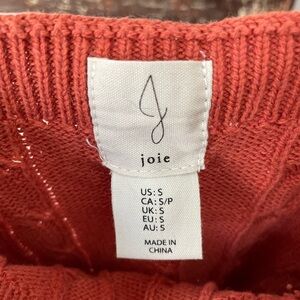 J
joie
US: S
CA: S/P
UK: S
EU: S
AU: S
MADE IN
CHINA